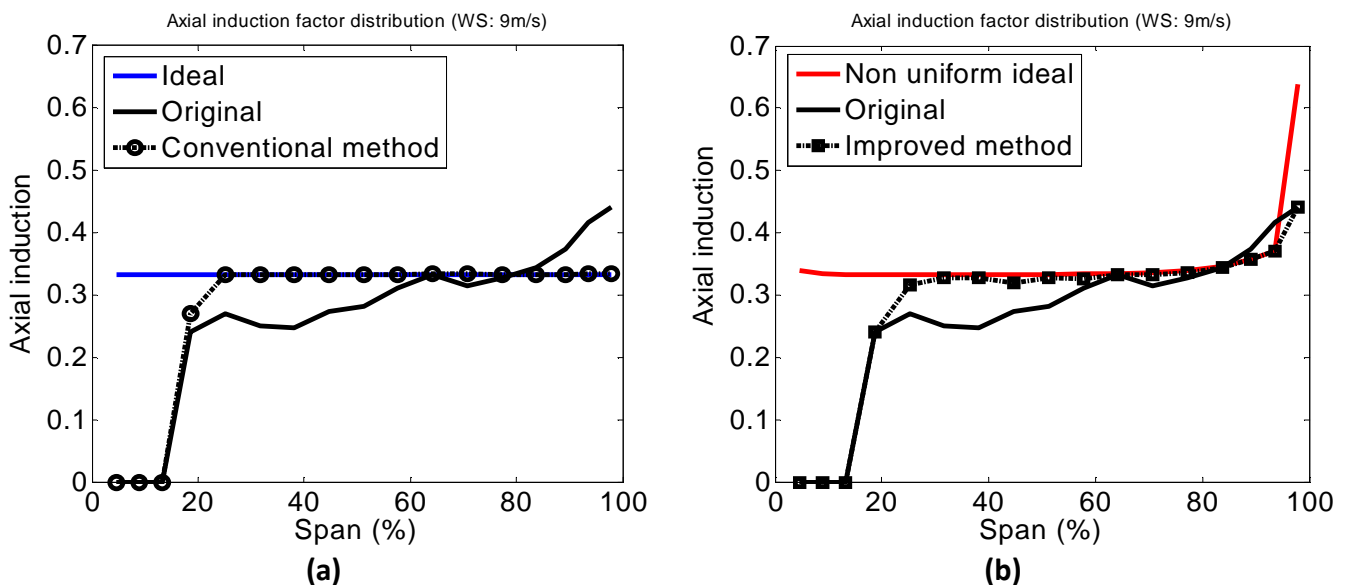 Axial induction factor distribution (WS: 9m/s)
0.7
0.6
0.5
0.4
0.3
0.2
0.1
0
Axial induction
Ideal
Original
Conventional method
0 20 40 60 80 100
Span (%)
(a)
Axial induction factor distribution (WS: 9m/s)
0.7
0.6
0.5
0.4
0.3
0.2
0.1
0
Axial induction
Non uniform ideal
Original
Improved method
0 20 40 60 80 100
Span (%)
(b)